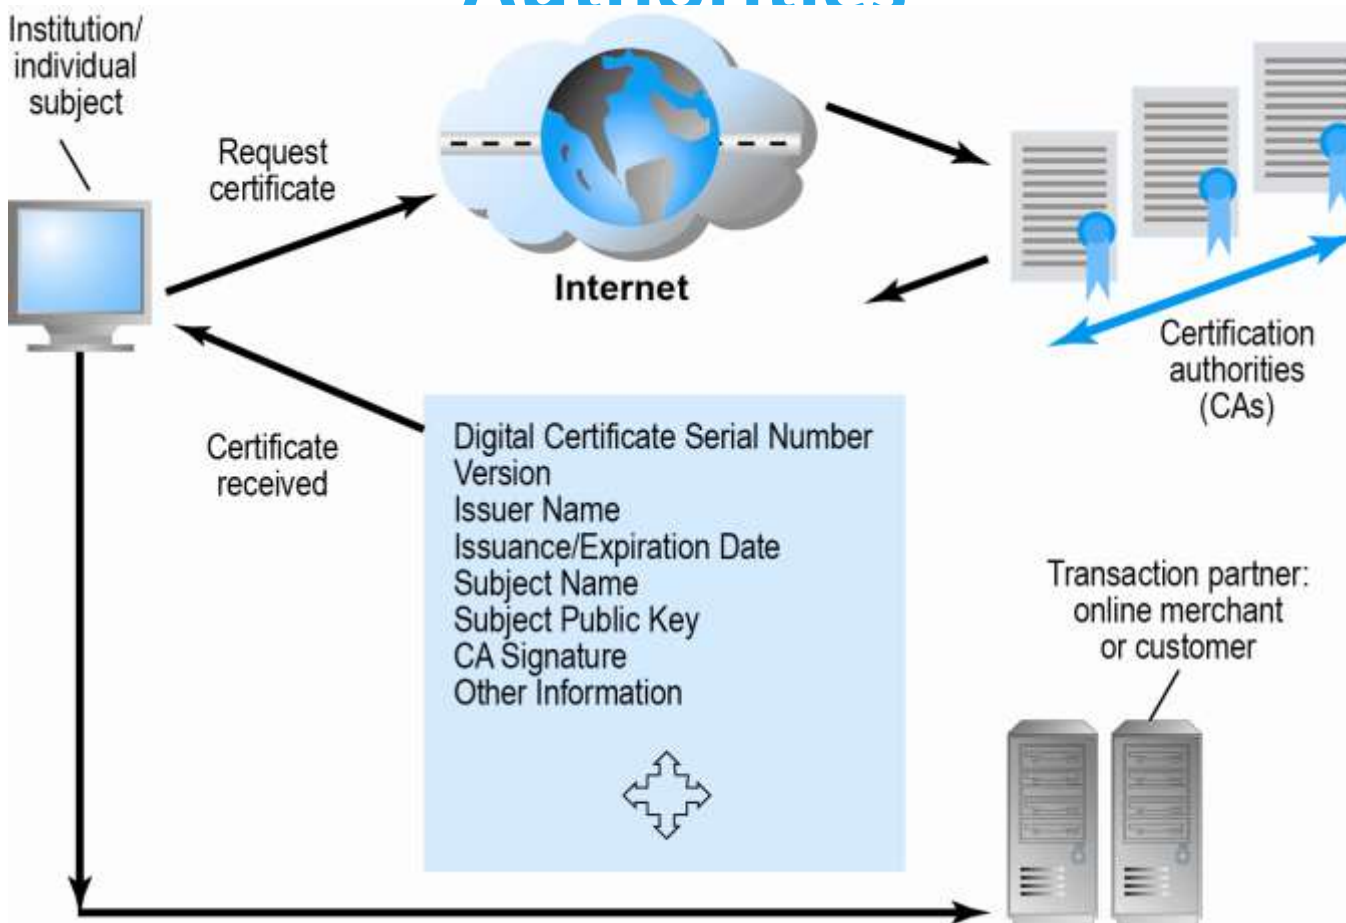 Authorities
Institution/
individual
subject
Request
certificate
Internet
Certification
authorities
(CAs)
Certificate
received
Digital Certificate Serial Number
Version
Issuer Name
Issuance/Expiration Date
Subject Name
Subject Public Key
CA Signature
Other Information
Transaction partner:
online merchant
or customer